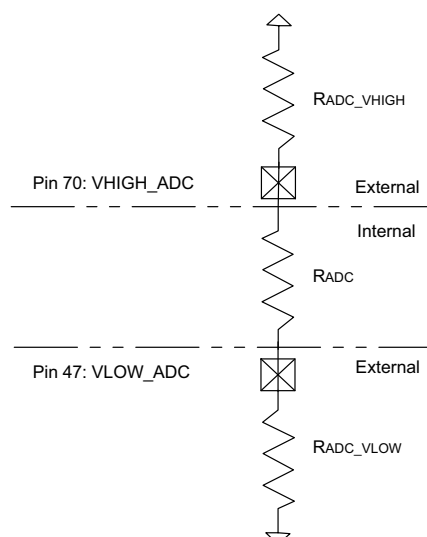 RADC_VHIGH
Pin 70: VHIGH_ADC
External
Internal
RADC
Pin 47: VLOW_ADC
External
RADC_VLOW